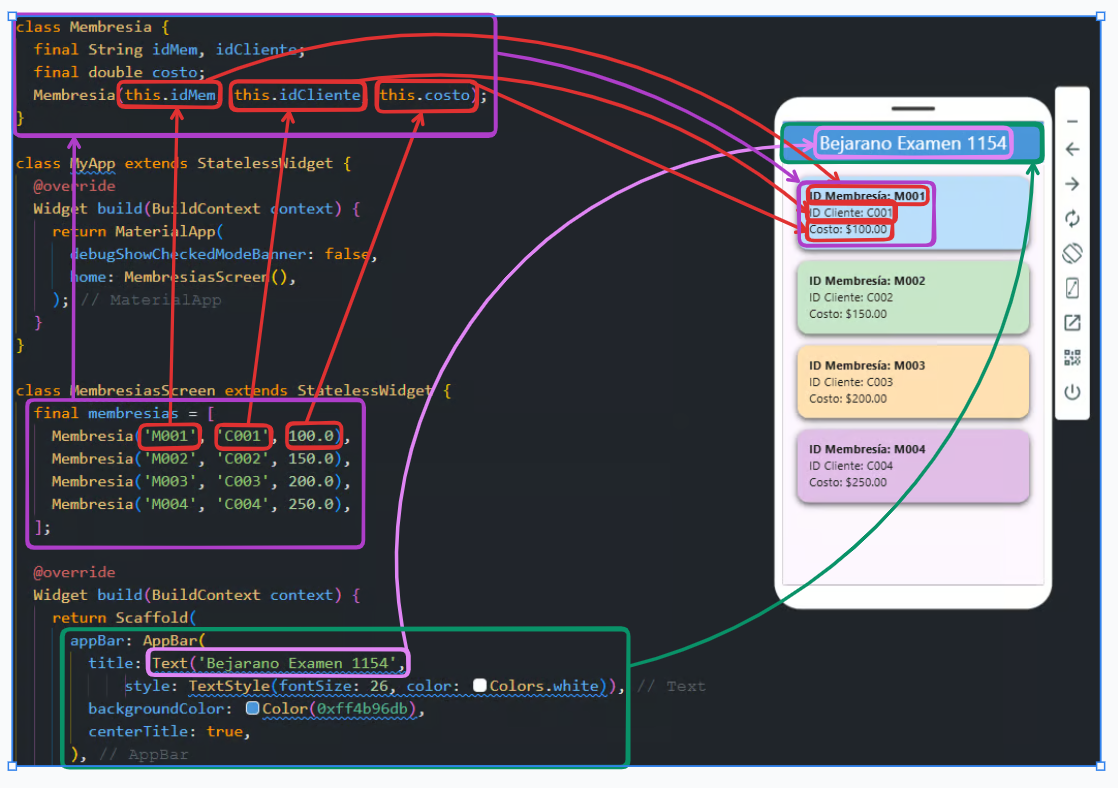 class Membresia {
final String idMem, idCliente;
final double costo;
Membresia(this.idMem this.idCliente this.costo);
}
class MyApp extends StatelessWidget {
@override
Widget build(BuildContext context) {
return MaterialApp(
debugShowCheckedModeBanner: false,
home: MembresiasScreen(),
); // MaterialApp
}
}
class MembresiasScreen extends StatelessWidget {
final membresias = [
Membresia('M001', 'C001', 100.0),
Membresia('M002', 'C002', 150.0),
Membresia('M003', 'C003', 200.0),
Membresia('M004', 'C004', 250.0),
];
@override
Widget build(BuildContext context) {
return Scaffold(
appBar: AppBar(
title: Text('Bejarano Examen 1154',
style: TextStyle(fontSize: 26, color: Colors.white)), // Text
backgroundColor: Color(0xff4b96db),
centerTitle: true,
), // AppBar
Bejarano Examen 1154
ID Membresía: M001
ID Cliente: C001
Costo: $100.00
ID Membresía: M002
ID Cliente: C002
Costo: $150.00
ID Membresía: M003
ID Cliente: C003
Costo: $200.00
ID Membresía: M004
ID Cliente: C004
Costo: $250.00